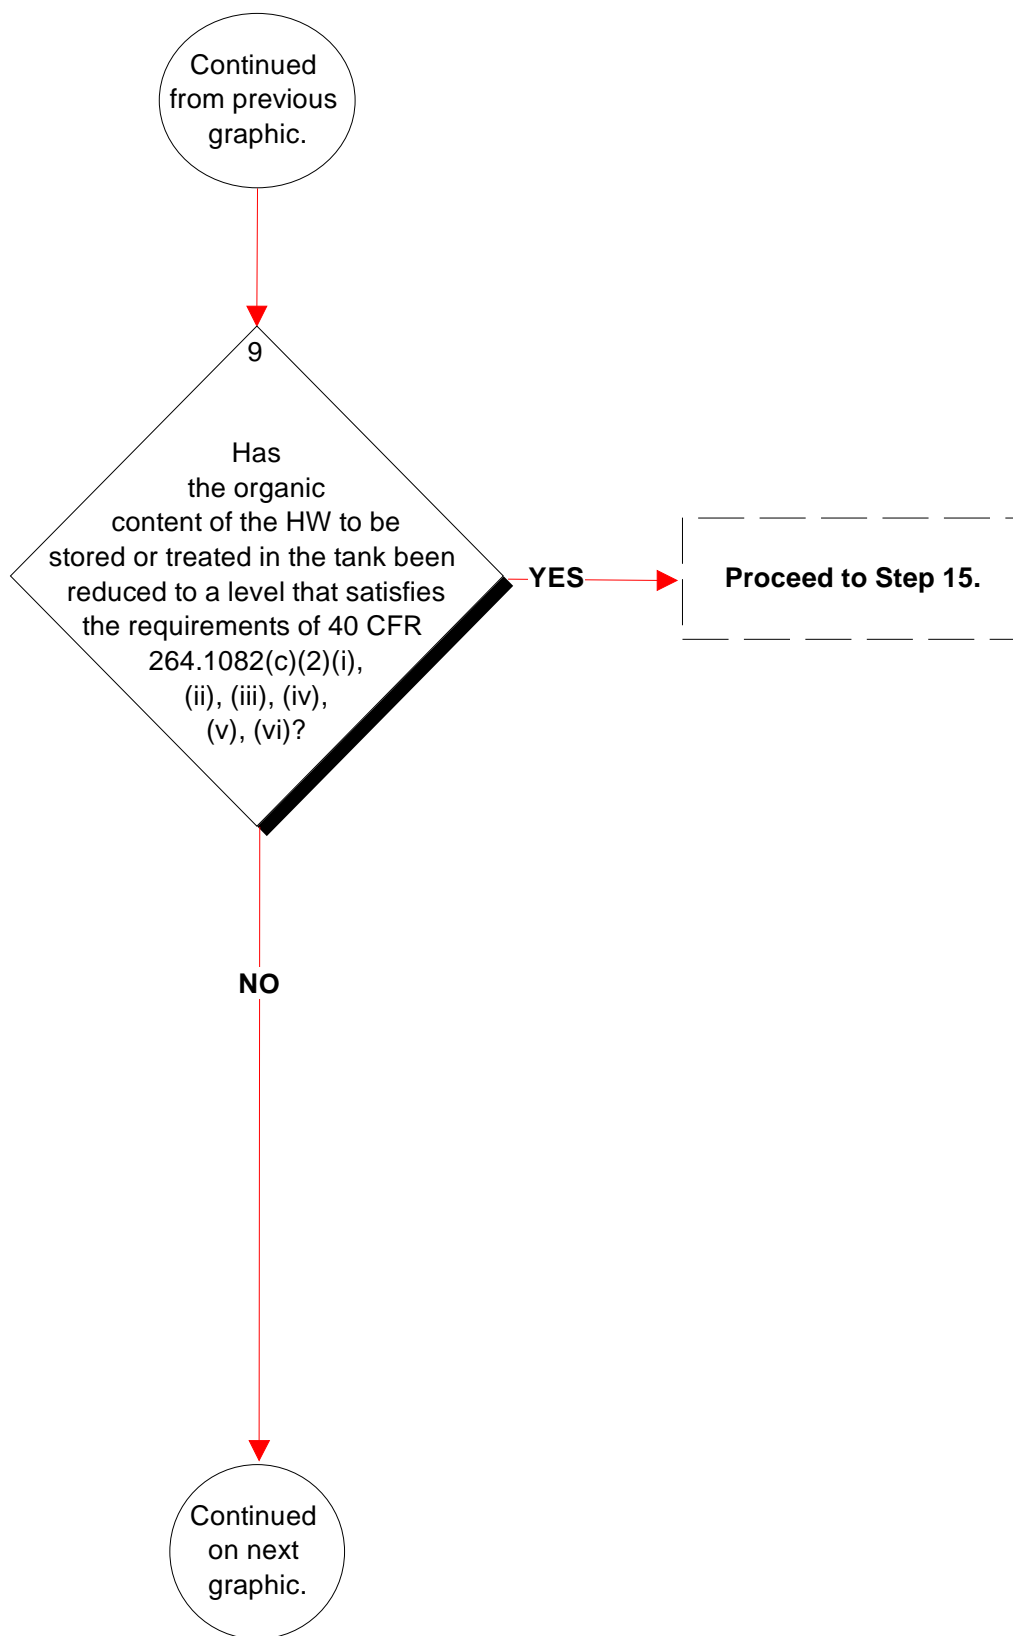 Continued
from previous
graphic.
9
Has
the organic
content of the HW to be
stored or treated in the tank been
reduced to a level that satisfies
the requirements of 40 CFR
264.1082(c)(2)(i),
(ii), (iii), (iv),
(v), (vi)?
YES
Proceed to Step 15.
NO
Continued
on next
graphic.